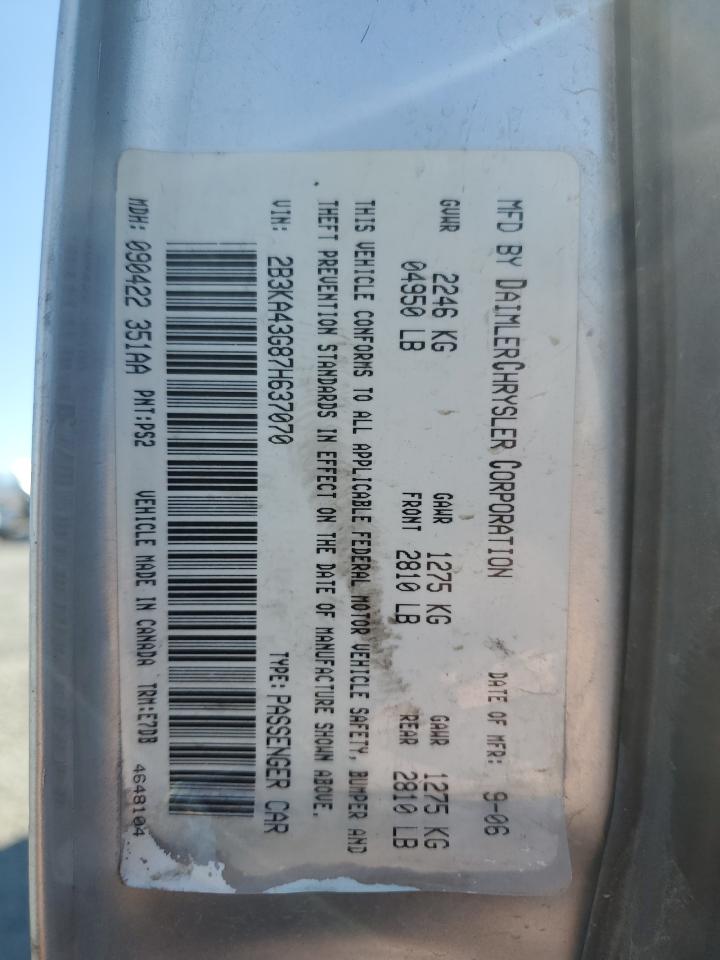 MFD BY DAIMLERCHRYSLER CORPORATION DATE OF MFR: 9-06
GVWR 2246 KG GAWR 1275 KG GAWR 1275 KG
04950 LB FRONT 2810 LB REAR 2810 LB
THIS VEHICLE CONFORMS TO ALL APPLICABLE FEDERAL MOTOR VEHICLE SAFETY, BUMPER AND
THEFT PREVENTION STANDARDS IN EFFECT ON THE DATE OF MANUFACTURE SHOWN ABOVE.
VIN: 2B3KA43G87H637070 TYPE: PASSENGER CAR
MDH: 090422 351AA PNT:PS2 VEHICLE MADE IN CANADA TRM:E7DB 4648104